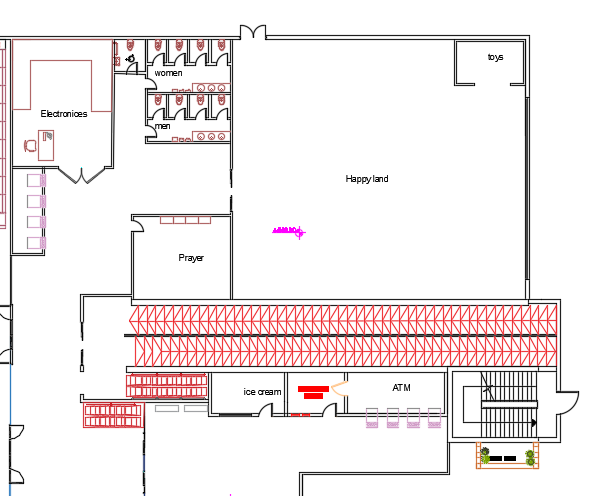 toys
women
Electronices
men
Happy land
Prayer
ice cream
ATM